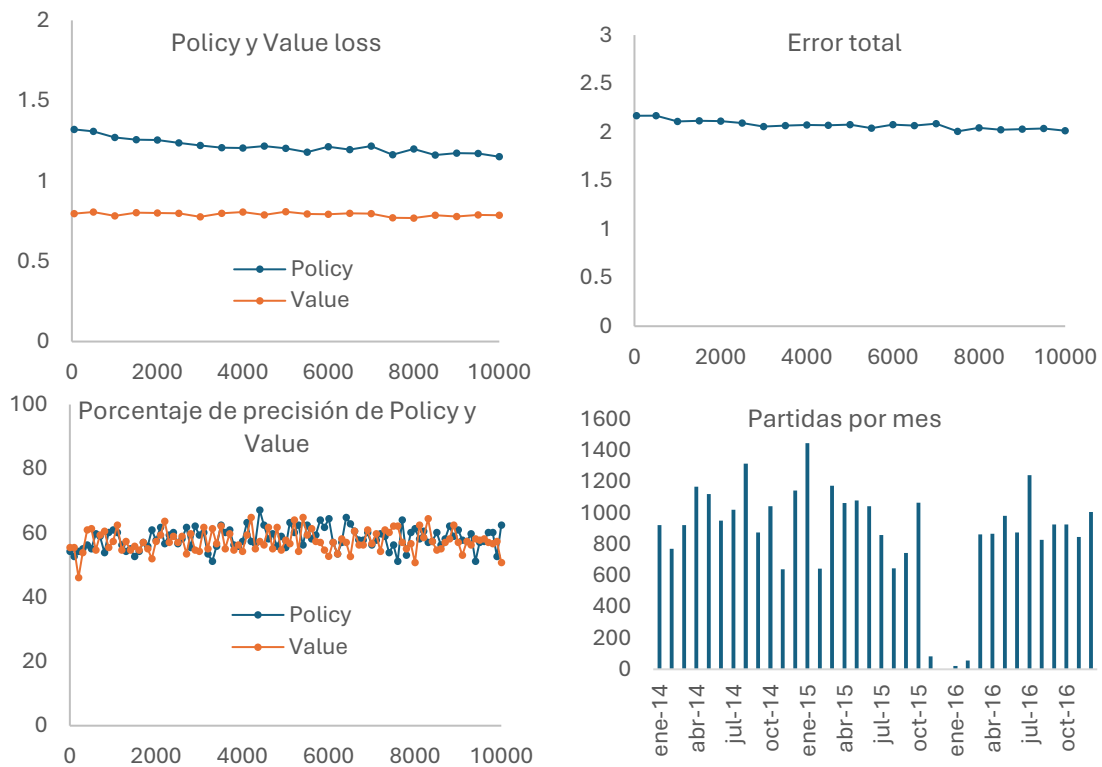 Policy y Value loss
2
1.5
1
0.5
0
Policy
Value
0 2000 4000 6000 8000 10000
Error total
3
2.5
2
1.5
1
0.5
0
0 2000 4000 6000 8000 10000
Porcentaje de precisión de Policy y
Value
100
80
60
40
20
0
Policy
Value
0 2000 4000 6000 8000 10000
Partidas por mes
1600
1400
1200
1000
800
600
400
200
0
ene-14
abr-14
jul-14
oct-14
ene-15
abr-15
jul-15
oct-15
ene-16
abr-16
jul-16
oct-16